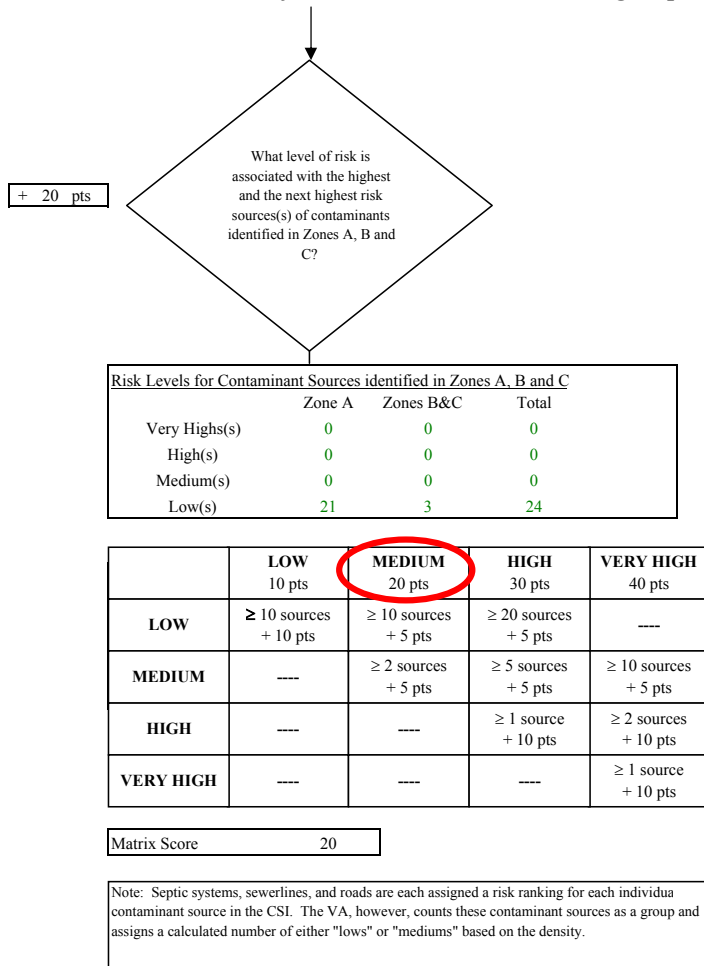 What level of risk is
associated with the highest
and the next highest risk
sources(s) of contaminants
identified in Zones A, B and
C?
+ 20 pts
Risk Levels for Contaminant Sources identified in Zones A, B and C
Zone A Zones B&C Total
Very Highs(s) 0 0 0
High(s) 0 0 0
Medium(s) 0 0 0
Low(s) 21 3 24
LOW MEDIUM HIGH VERY HIGH
10 pts 20 pts 30 pts 40 pts
LOW ≥ 10 sources ≥ 10 sources ≥ 20 sources ----
+ 10 pts + 5 pts + 5 pts
MEDIUM ---- ≥ 2 sources ≥ 5 sources ≥ 10 sources
+ 5 pts + 5 pts + 5 pts
HIGH ---- ---- ≥ 1 source ≥ 2 sources
+ 10 pts + 10 pts
VERY HIGH ---- ---- ---- ≥ 1 source
+ 10 pts
Matrix Score 20
Note: Septic systems, sewerlines, and roads are each assigned a risk ranking for each individua
contaminant source in the CSI. The VA, however, counts these contaminant sources as a group and
assigns a calculated number of either "lows" or "mediums" based on the density.